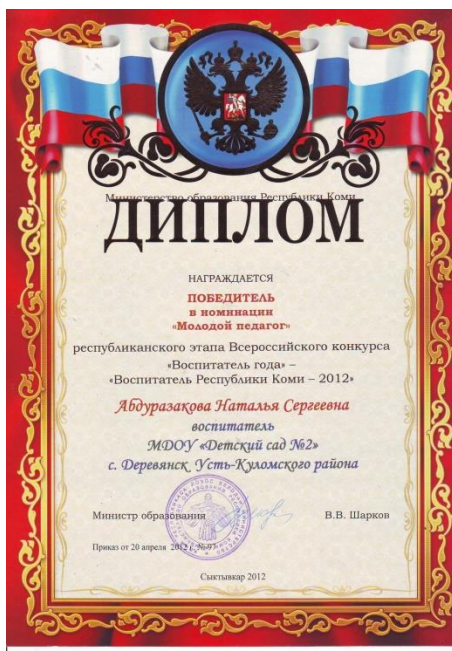 Министерство образования Республики Коми
ДИПЛОМ
НАГРАЖДАЕТСЯ
ПОБЕДИТЕЛЬ
в номинации
«Молодой педагог»
республиканского этапа Всероссийского конкурса
«Воспитатель года» –
«Воспитатель Республики Коми – 2012»
Абдуразакова Наталья Сергеевна
воспитатель
МДОУ «Детский сад №2»
с. Деревянск Усть-Куломского района
Министр образования
В.В. Шарков
Приказ от 20 апреля 2012 г. №97
Сыктывкар 2012